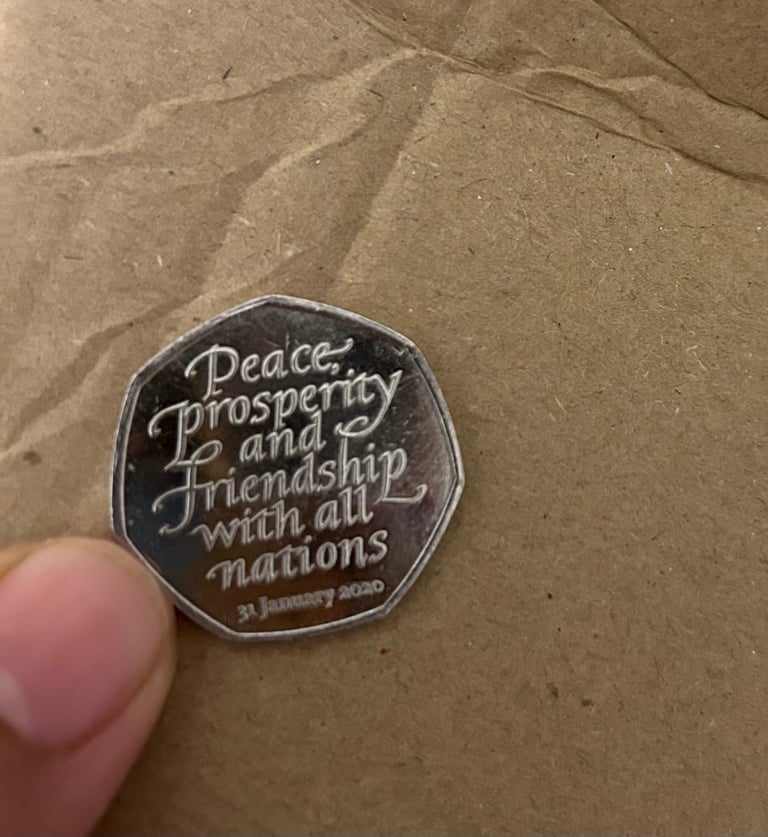 Peace,
prosperity
and
friendship
with all
nations
31 January 2020